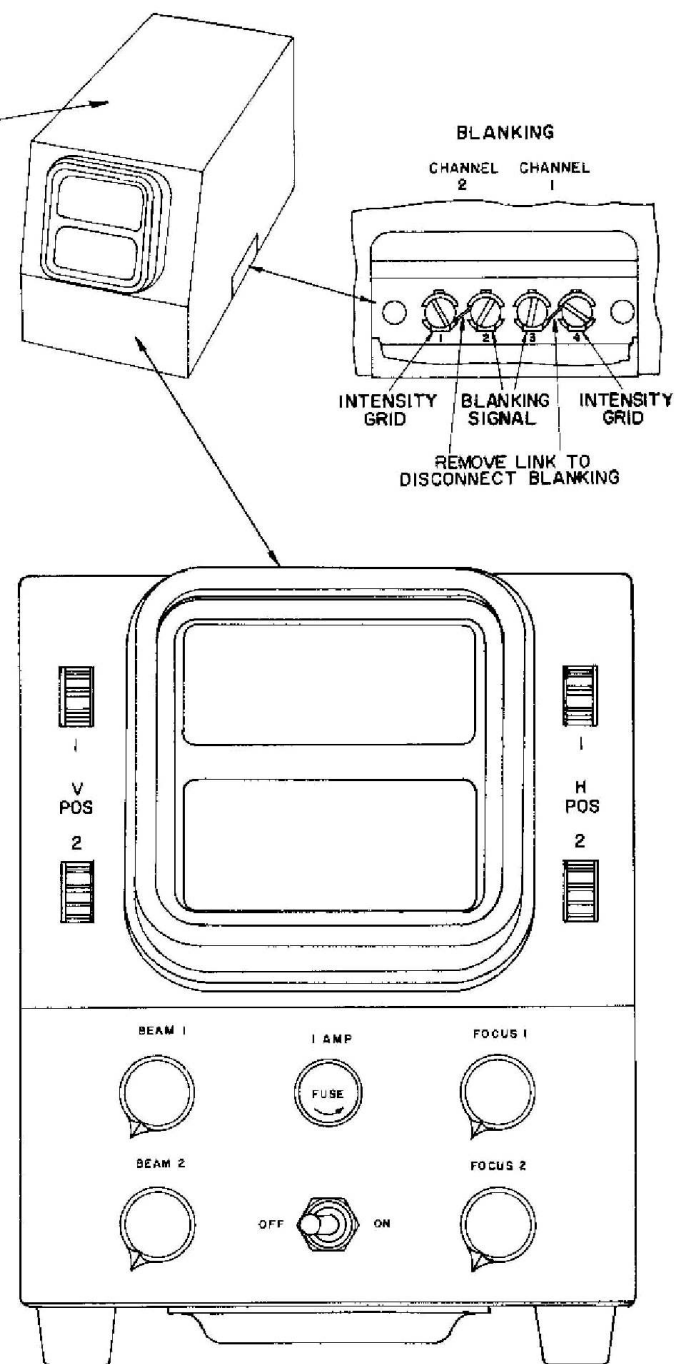 BLANKING
CHANNEL 2
CHANNEL 1
1 2 3 4
INTENSITY GRID
BLANKING SIGNAL
INTENSITY GRID
REMOVE LINK TO
DISCONNECT BLANKING
1
V
POS
2
1
H
POS
2
BEAM 1
1 AMP
FOCUS 1
FUSE
BEAM 2
FOCUS 2
OFF
ON